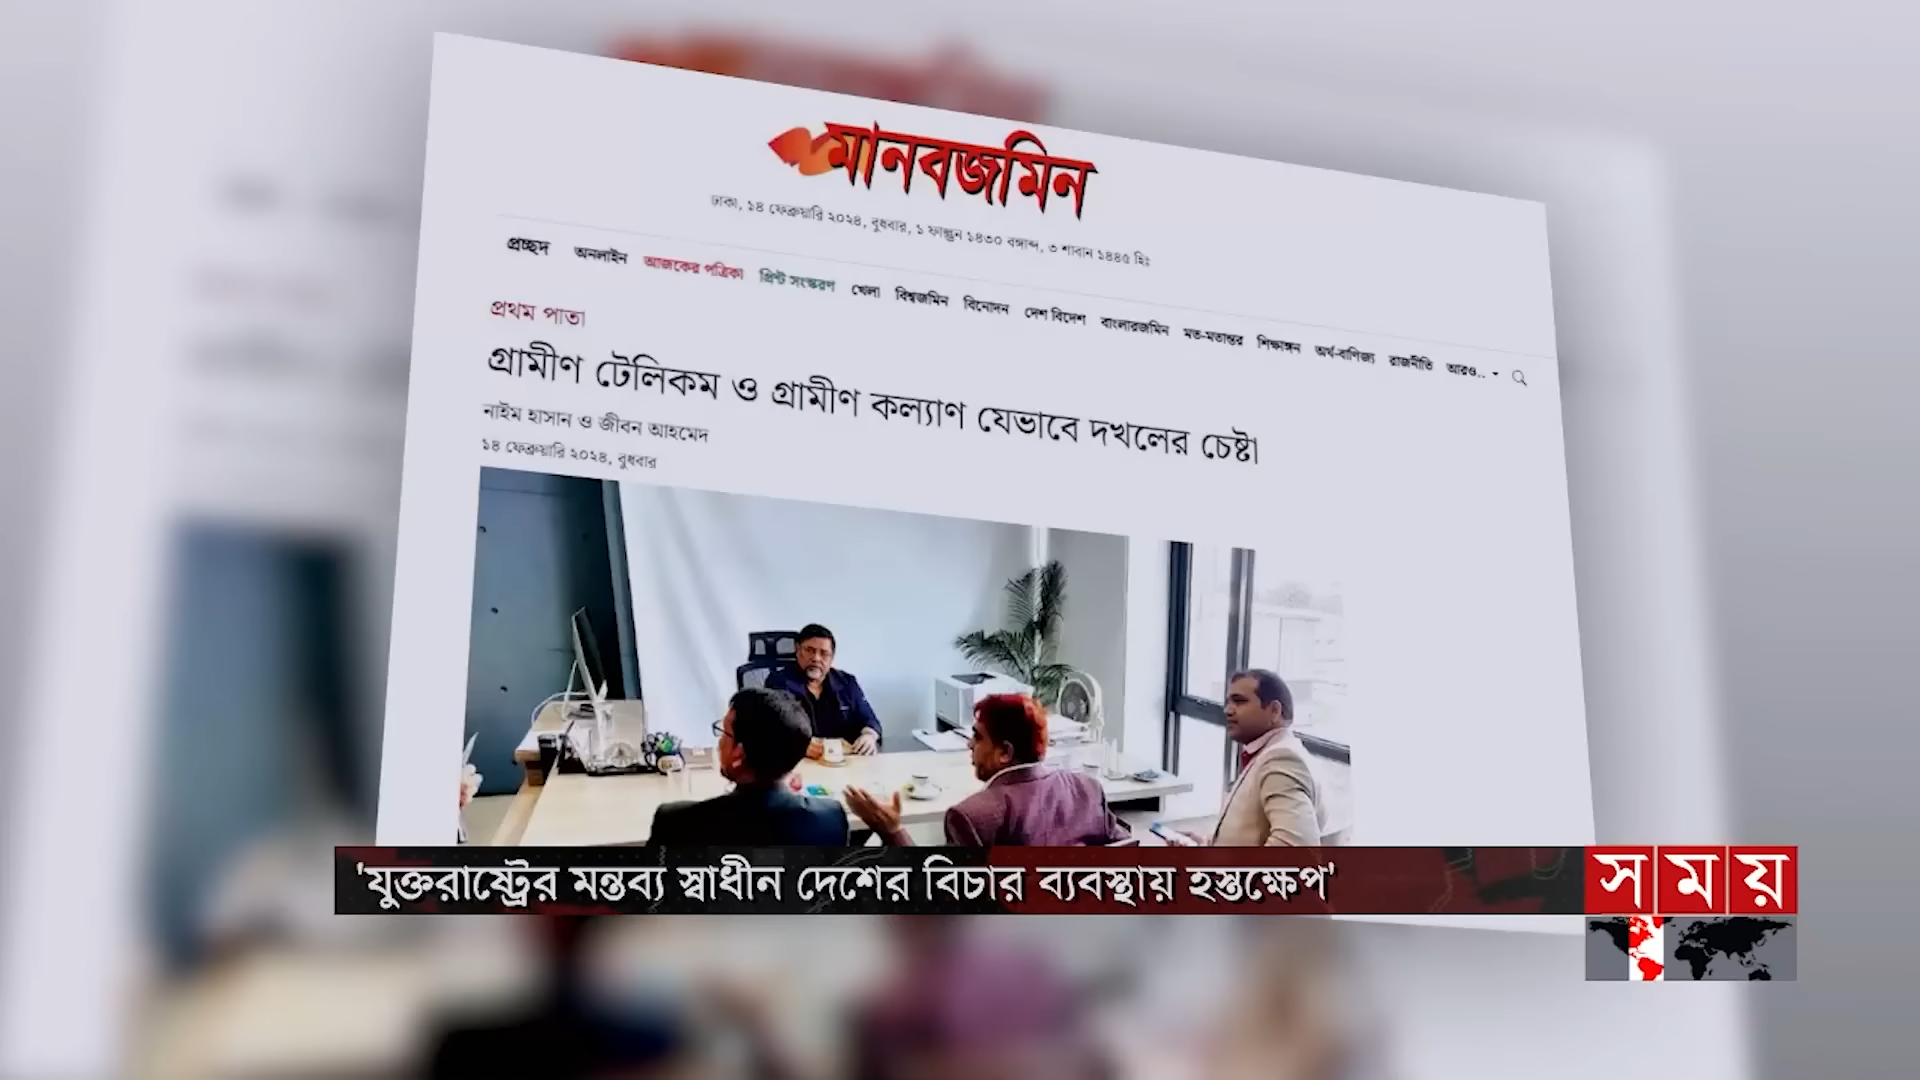 মানবজমিন
ঢাকা, ১৪ ফেব্রুয়ারি ২০২৪, বুধবার, ১ ফাল্গুন ১৪৩০ বঙ্গাব্দ, ৩ শাবান ১৪৪৫ হিঃ
প্রচ্ছদ অনলাইন আজকের পত্রিকা প্রিন্ট সংস্করণ খেলা বিশ্বজমিন বিনোদন দেশ বিদেশ বাংলারজমিন মত-মতান্তর শিক্ষাঙ্গন অর্থ-বাণিজ্য রাজনীতি আরও..
প্রথম পাতা
গ্রামীণ টেলিকম ও গ্রামীণ কল্যাণ যেভাবে দখলের চেষ্টা
নাইম হাসান ও জীবন আহমেদ
১৪ ফেব্রুয়ারি ২০২৪, বুধবার
'যুক্তরাষ্ট্রের মন্তব্য স্বাধীন দেশের বিচার ব্যবস্থায় হস্তক্ষেপ'
সময়